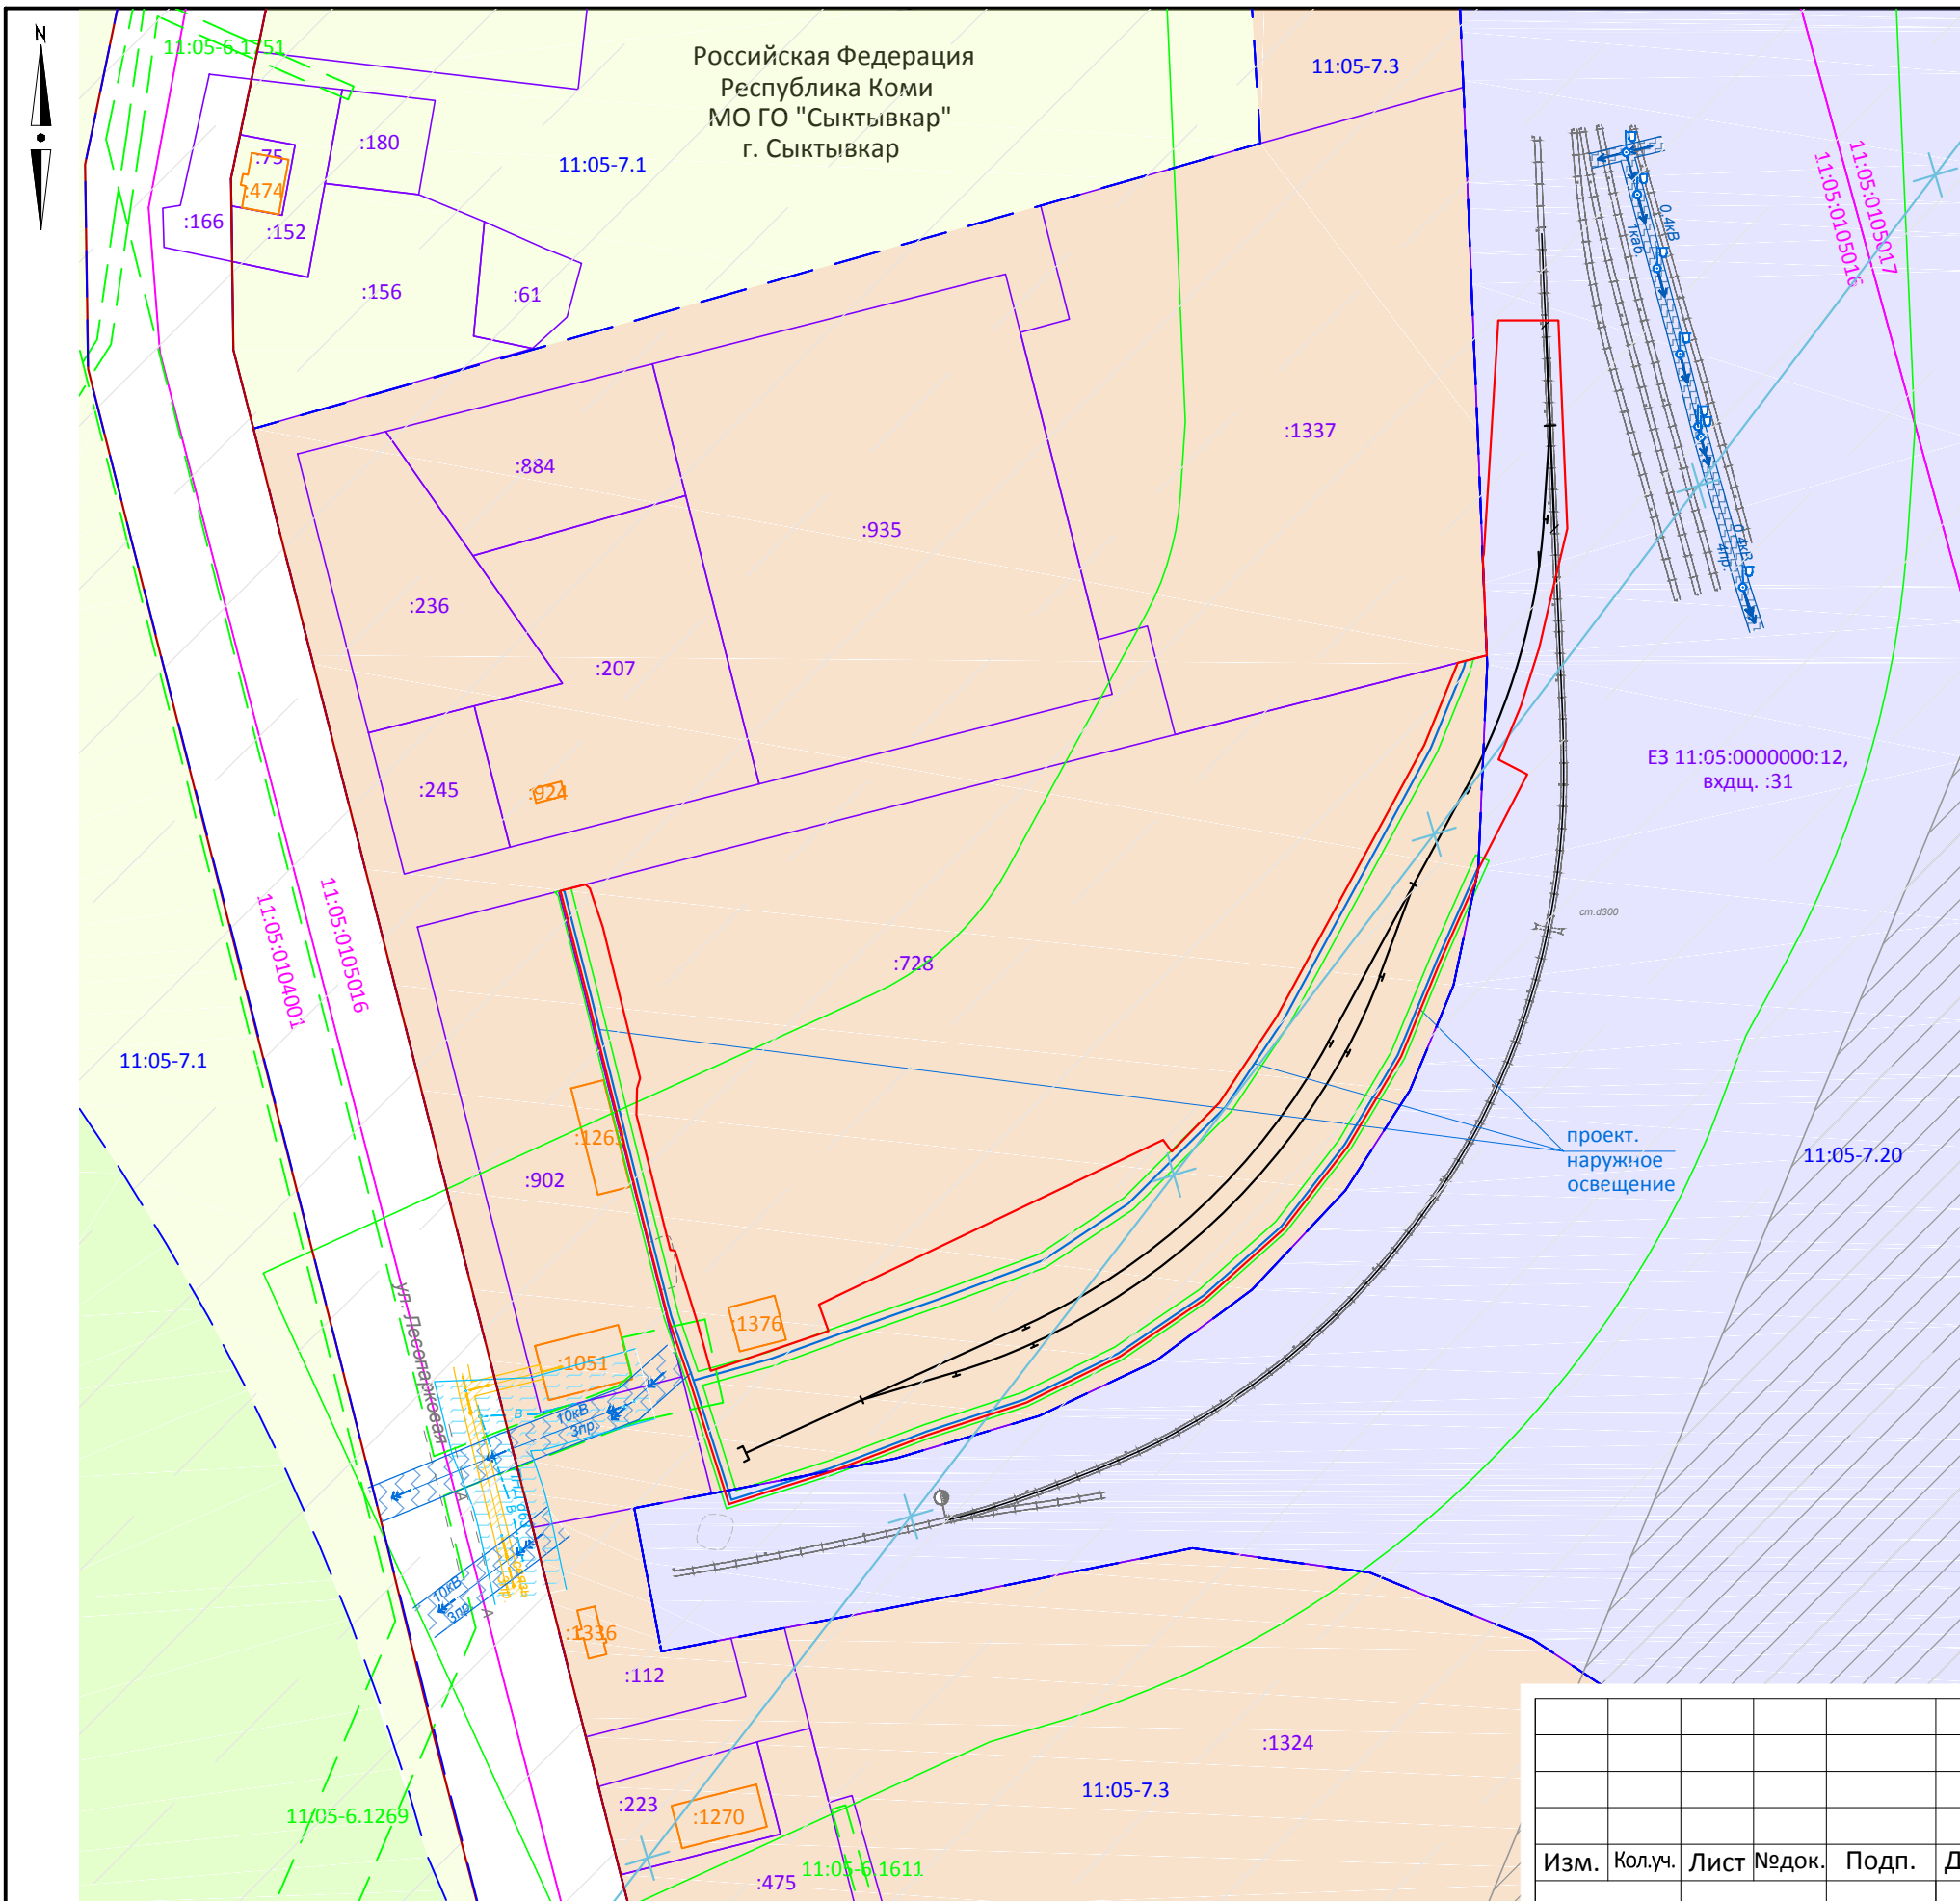 N
11:05-6.1751
Российская Федерация
Республика Коми
МО ГО "Сыктывкар"
г. Сыктывкар
11:05-7.3
:180
:75
:474
11:05-7.1
:166
:152
:156
:61
0,4кВ
1каб.
11:05:0105017
11:05:0105016
:1337
:884
:935
0,4кВ
4пр.
:236
:207
ЕЗ 11:05:0000000:12,
вхдщ. :31
:245
:924
ст.d300
11:05:0104001
11:05:0105016
:728
11:05-7.1
проект.
наружное
освещение
11:05-7.20
:902
ул. Лесопарковая
:1376
:1051
в
10кВ
3пр.
А
10кВ
3пр.
А
:1336
:112
:1324
11:05-7.3
:223
:1270
11:05-6.1269
:475
11:05-6.1611
Изм.
Кол.уч.
Лист
№док.
Подп.